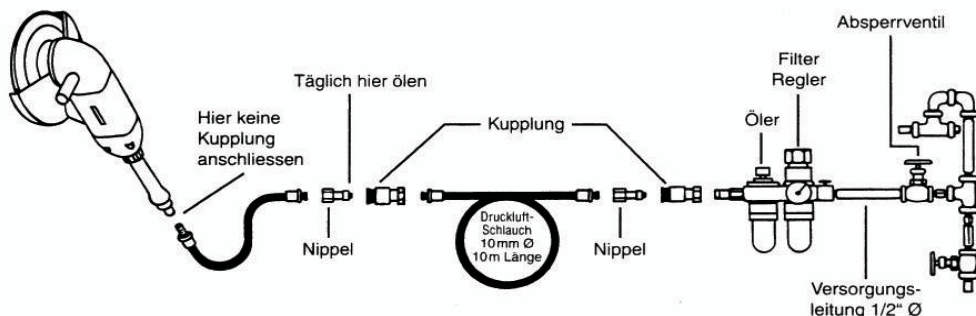 Absperrventil
Filter
Regler
Täglich hier ölen
Hier keine
Kupplung
anschliessen
Kupplung
Öler
Nippel
Druckluft-
Schlauch
10mm Ø
10m Länge
Nippel
Versorgungs-
leitung 1/2“ Ø